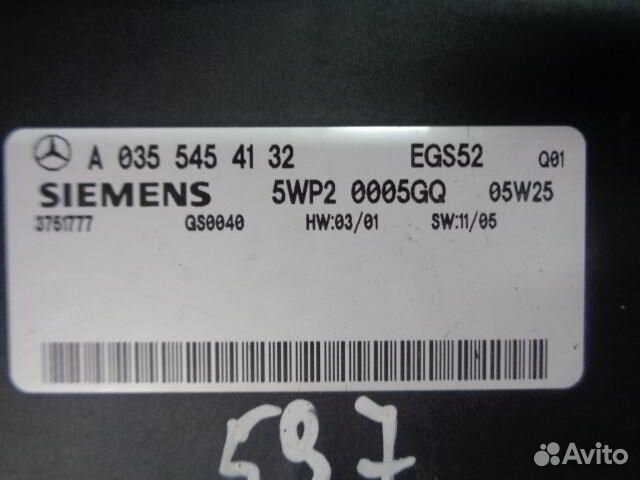 A 035 545 41 32 EGS52 Q01
SIEMENS 5WP2 0005GQ 05W25
3751777 GS0040 HW:03/01 SW:11/05
597
Avito